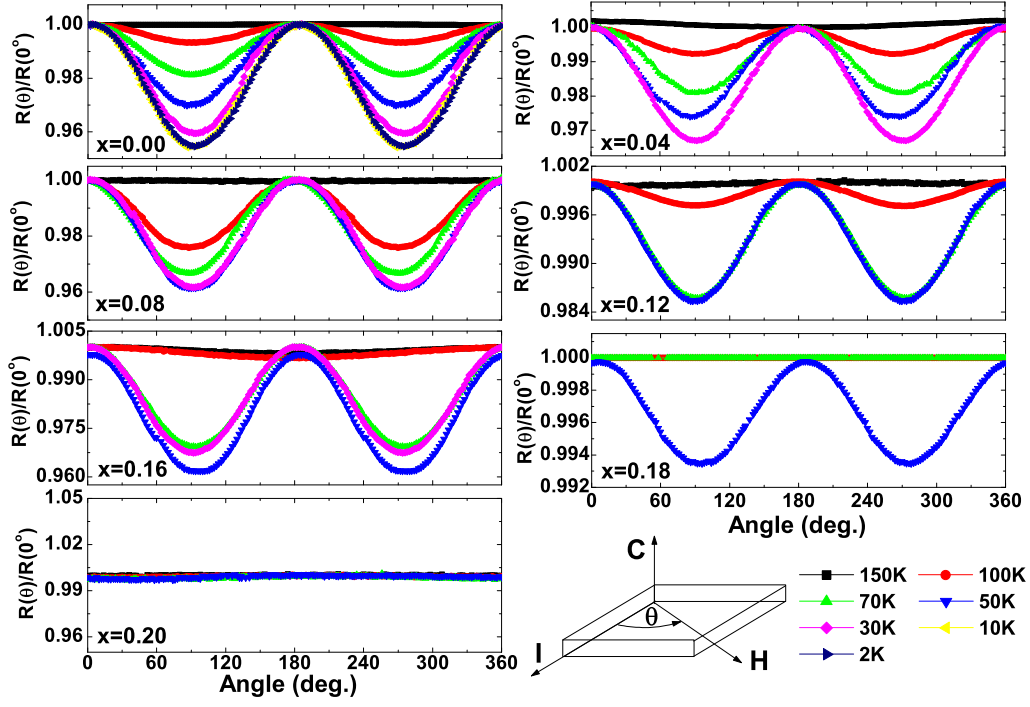 R(θ)/R(0°)
1.00
0.98
0.96
x=0.00
R(θ)/R(0°)
1.00
0.99
0.98
0.97
x=0.04
R(θ)/R(0°)
1.00
0.98
0.96
x=0.08
R(θ)/R(0°)
1.002
0.996
0.990
0.984
x=0.12
R(θ)/R(0°)
1.005
0.990
0.975
0.960
x=0.16
R(θ)/R(0°)
1.000
0.998
0.996
0.994
0.992
x=0.18
0 60 120 180 240 300 360
Angle (deg.)
R(θ)/R(0°)
1.05
1.02
0.99
0.96
x=0.20
0 60 120 180 240 300 360
Angle (deg.)
C
θ
I
H
150K 100K
70K 50K
30K 10K
2K